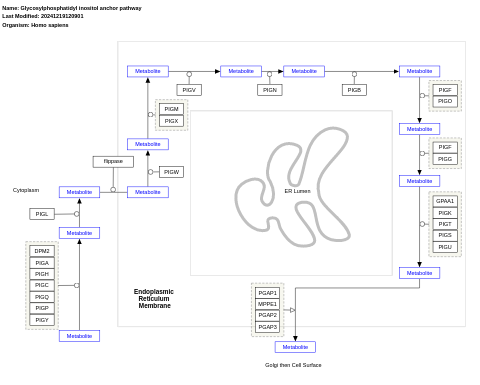 Name: Glycosylphosphatidyl inositol anchor pathway
Last Modified: 20241219120901
Organism: Homo sapiens
Metabolite
Metabolite
Metabolite
Metabolite
PIGV
PIGN
PIGB
PIGF
PIGO
PIGM
PIGX
Metabolite
Metabolite
PIGF
PIGG
flippase
PIGW
Metabolite
Cytoplasm
Metabolite
Metabolite
ER Lumen
GPAA1
PIGK
PIGT
PIGS
PIGU
PIGL
Metabolite
DPM2
PIGA
PIGH
PIGC
PIGQ
PIGP
PIGY
Metabolite
Endoplasmic
Reticulum
Membrane
PGAP1
MPPE1
PGAP2
PGAP3
Metabolite
Metabolite
Golgi then Cell Surface